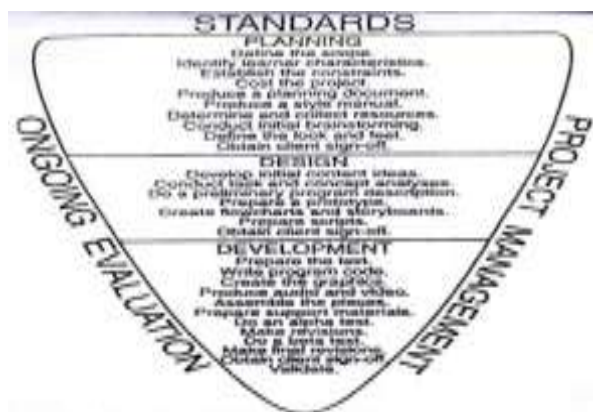 STANDARDS
PLANNING
Define the scope.
Identify learner characteristics.
Establish the constraints.
Cost the project.
Produce a planning document.
Produce a style manual.
Determine and collect resources.
Conduct initial brainstorming.
Define the look and feel.
Obtain client sign-off.
DESIGN
Develop initial content ideas.
Conduct task and concept analyses.
Do a preliminary program description.
Prepare a prototype.
Create flowcharts and storyboards.
Prepare scripts.
Obtain client sign-off.
DEVELOPMENT
Prepare the text.
Write program code.
Create the graphics.
Produce audio and video.
Assemble the pieces.
Prepare support materials.
Do an alpha test.
Make revisions.
Do a beta test.
Make final revisions.
Obtain client sign-off.
Validate.
ONGOING EVALUATION
PROJECT MANAGEMENT